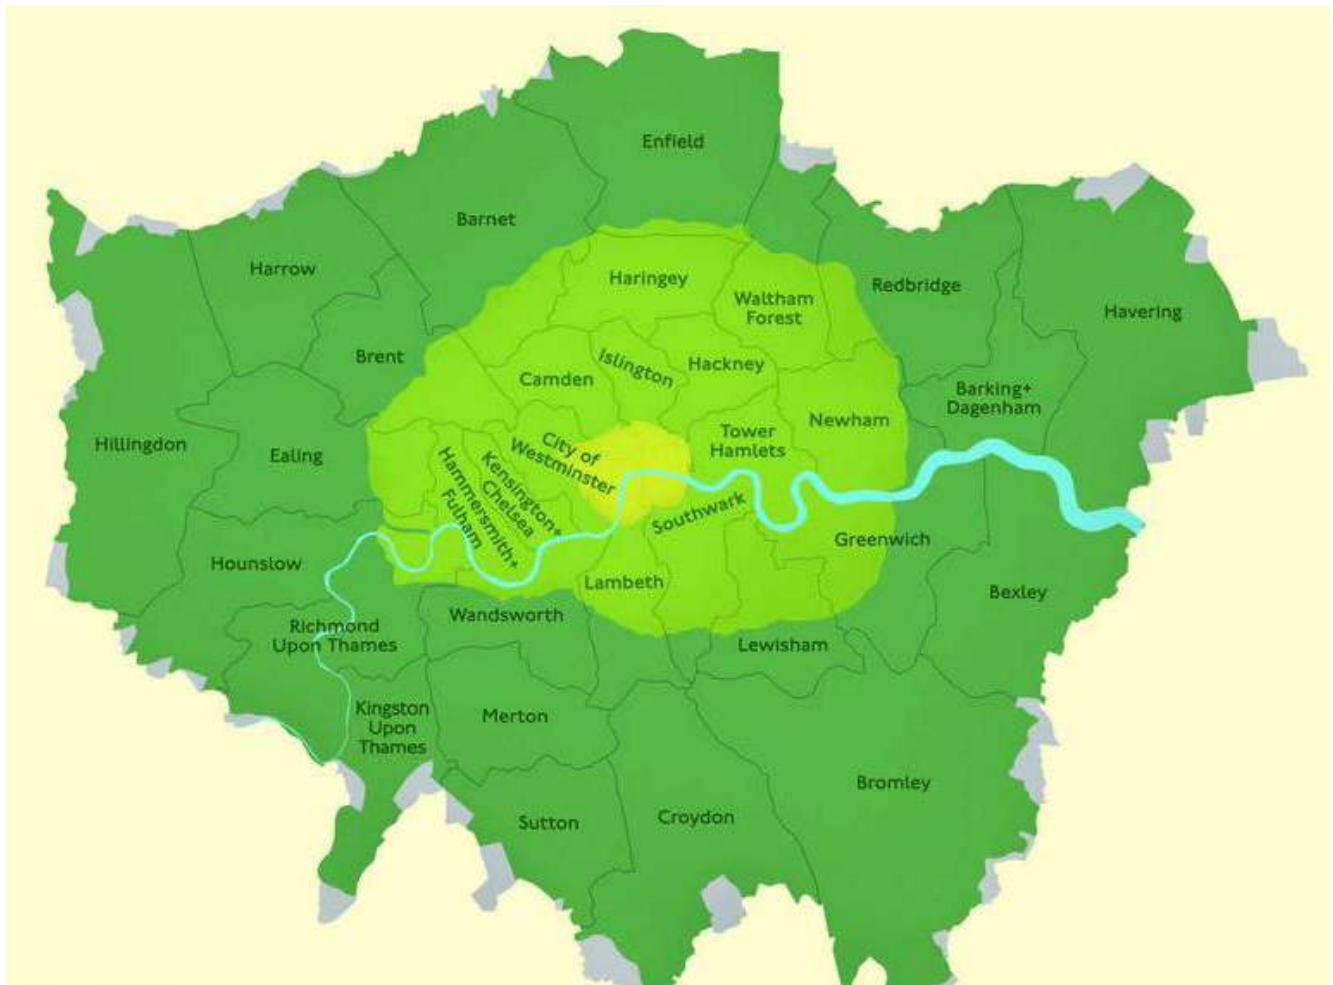 Enfield
Barnet
Harrow
Haringey
Redbridge
Waltham
Forest
Havering
Brent
Islington
Hackney
Camden
Barking+
Dagenham
Newham
Hillingdon
Ealing
City of
Westminster
Tower
Hamlets
Kensington+
Chelsea
Hammersmith+
Fulham
Southwark
Greenwich
Hounslow
Lambeth
Bexley
Wandsworth
Richmond
Upon Thames
Lewisham
Kingston
Upon
Thames
Merton
Bromley
Sutton
Croydon